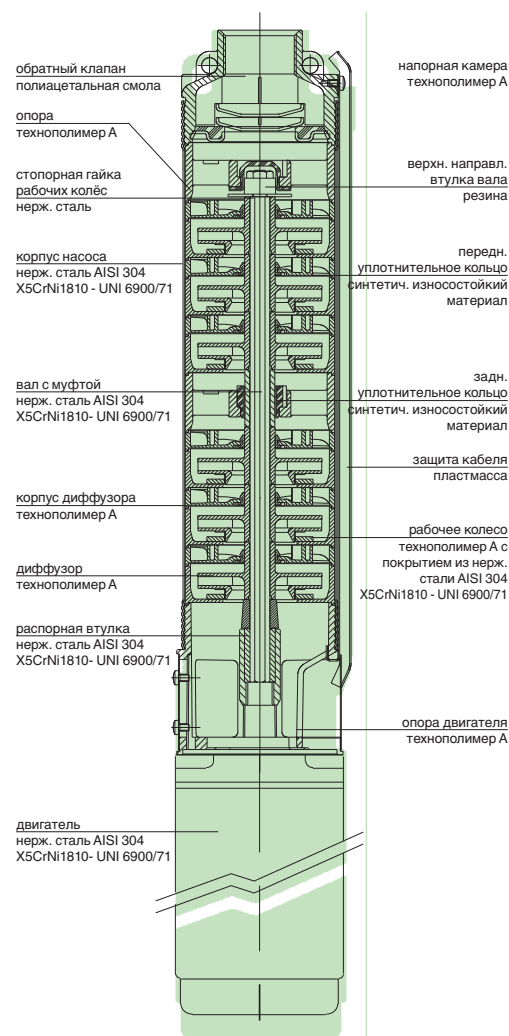 обратный клапан
полиацетальная смола
опора
технополимер А
стопорная гайка
рабочих колёс
нерж. сталь
корпус насоса
нерж. сталь AISI 304
X5CrNi1810 - UNI 6900/71
вал с муфтой
нерж. сталь AISI 304
X5CrNi1810- UNI 6900/71
корпус диффузора
технополимер А
диффузор
технополимер А
распорная втулка
нерж. сталь AISI 304
X5CrNi1810- UNI 6900/71
двигатель
нерж. сталь AISI 304
X5CrNi1810- UNI 6900/71
напорная камера
технополимер А
верхн. направл.
втулка вала
резина
передн.
уплотнительное кольцо
синтетич. износостойкий
материал
задн.
уплотнительное кольцо
синтетич. износостойкий
материал
защита кабеля
пластмасса
рабочее колесо
технополимер А с
покрытием из нерж.
стали AISI 304
X5CrNi1810 - UNI 6900/71
опора двигателя
технополимер А